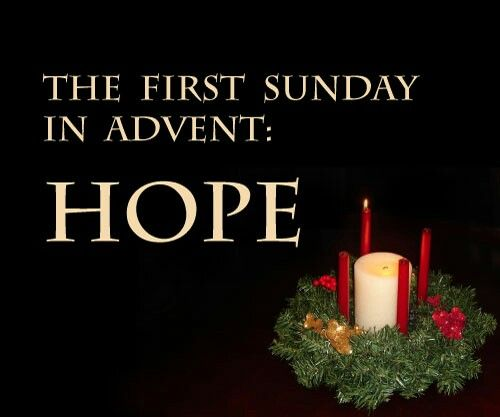 THE FIRST SUNDAY
IN ADVENT:
HOPE